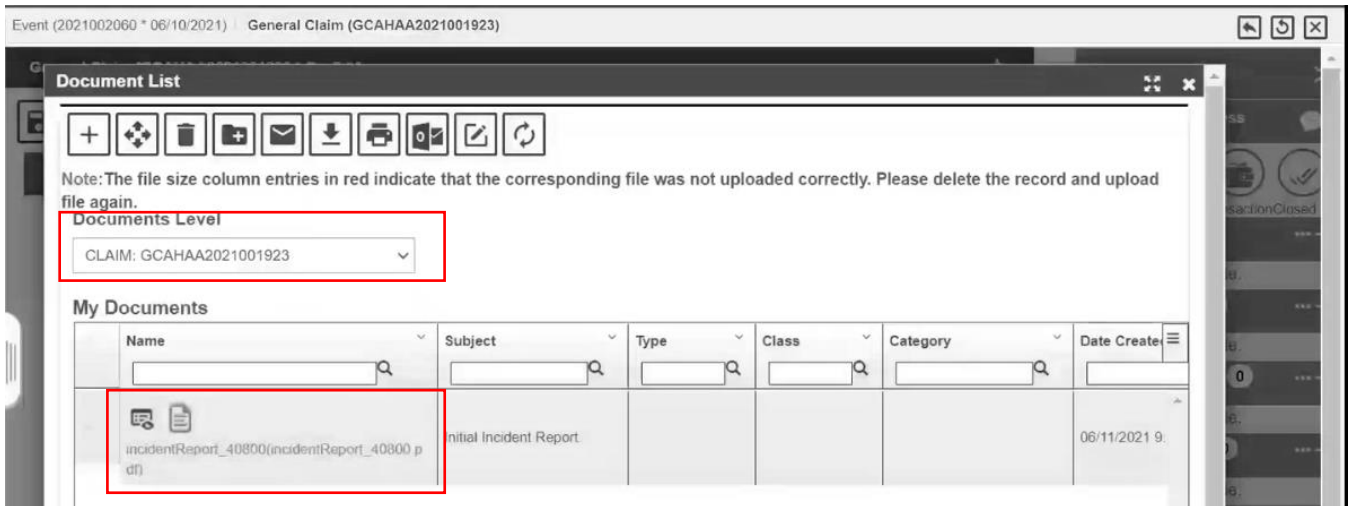 Event (2021002060 * 06/10/2021) General Claim (GCAHAA2021001923)
Document List
Note: The file size column entries in red indicate that the corresponding file was not uploaded correctly. Please delete the record and upload
file again.
Documents Level
CLAIM: GCAHAA2021001923
My Documents
Name Subject Type Class Category Date Create
incidentReport_40800(incidentReport_40800.p
df)
Initial Incident Report
06/11/2021 9:
sactionClosed
0